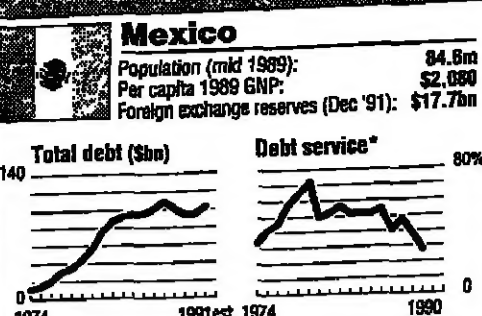 Mexico
Population (mid 1989): 84.6m
Per capita 1989 GNP: $2,080
Foreign exchange reserves (Dec '91): $17.7bn
Total debt ($bn) Debt service*
140 80%
0 0
1974 1991est 1974 1990